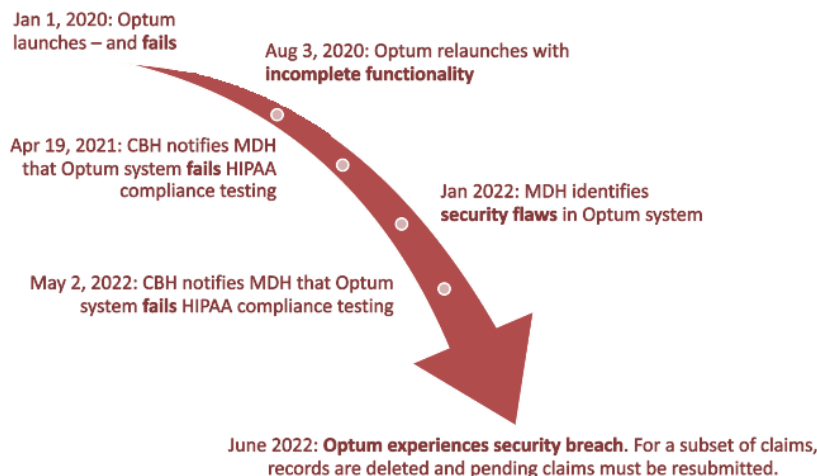 Jan 1, 2020: Optum
launches – and fails
Aug 3, 2020: Optum relaunches with
incomplete functionality
Apr 19, 2021: CBH notifies MDH
that Optum system fails HIPAA
compliance testing
Jan 2022: MDH identifies
security flaws in Optum system
May 2, 2022: CBH notifies MDH that Optum
system fails HIPAA compliance testing
June 2022: Optum experiences security breach. For a subset of claims,
records are deleted and pending claims must be resubmitted.